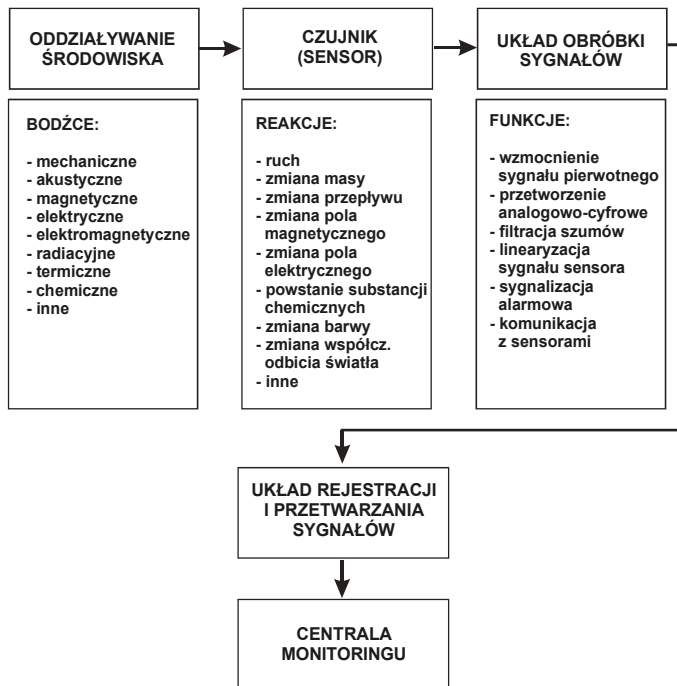 ODDZIAŁYWANIE
ŚRODOWISKA
CZUJNIK
(SENSOR)
UKŁAD OBRÓBKI
SYGNAŁÓW
BODŹCE:
- mechaniczne
- akustyczne
- magnetyczne
- elektryczne
- elektromagnetyczne
- radiacyjne
- termiczne
- chemiczne
- inne
REAKCJE:
- ruch
- zmiana masy
- zmiana przepływu
- zmiana pola
magnetycznego
- zmiana pola
elektrycznego
- powstanie substancji
chemicznych
- zmiana barwy
- zmiana współcz.
odbicia światła
- inne
FUNKCJE:
- wzmocnienie
sygnału pierwotnego
- przetworzenie
analogowo-cyfrowe
- filtracja szumów
- linearyzacja
sygnału sensora
- sygnalizacja
alarmowa
- komunikacja
z sensorami
UKŁAD REJESTRACJI
I PRZETWARZANIA
SYGNAŁÓW
CENTRALA
MONITORINGU